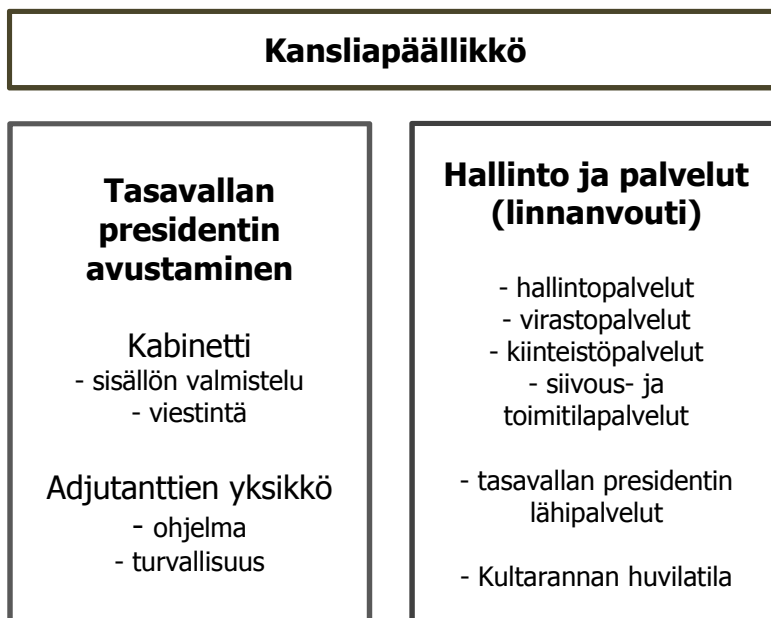 Kansliapäällikkö
Tasavallan
presidentin
avustaminen
Kabinetti
- sisällön valmistelu
- viestintä
Adjutanttien yksikkö
- ohjelma
- turvallisuus
Hallinto ja palvelut
(linnanvouti)
- hallintopalvelut
- virastopalvelut
- kiinteistöpalvelut
- siivous- ja
toimitilapalvelut
- tasavallan presidentin
lähipalvelut
- Kultarannan huvilatila